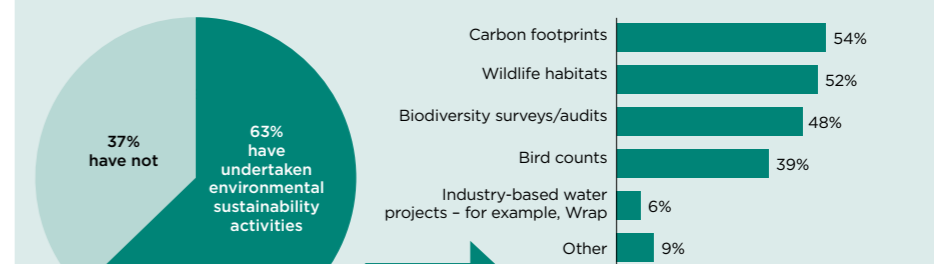 37%
have not
63%
have
undertaken
environmental
sustainability
activities
Carbon footprints 54%
Wildlife habitats 52%
Biodiversity surveys/audits 48%
Bird counts 39%
Industry-based water
projects – for example, Wrap 6%
Other 9%